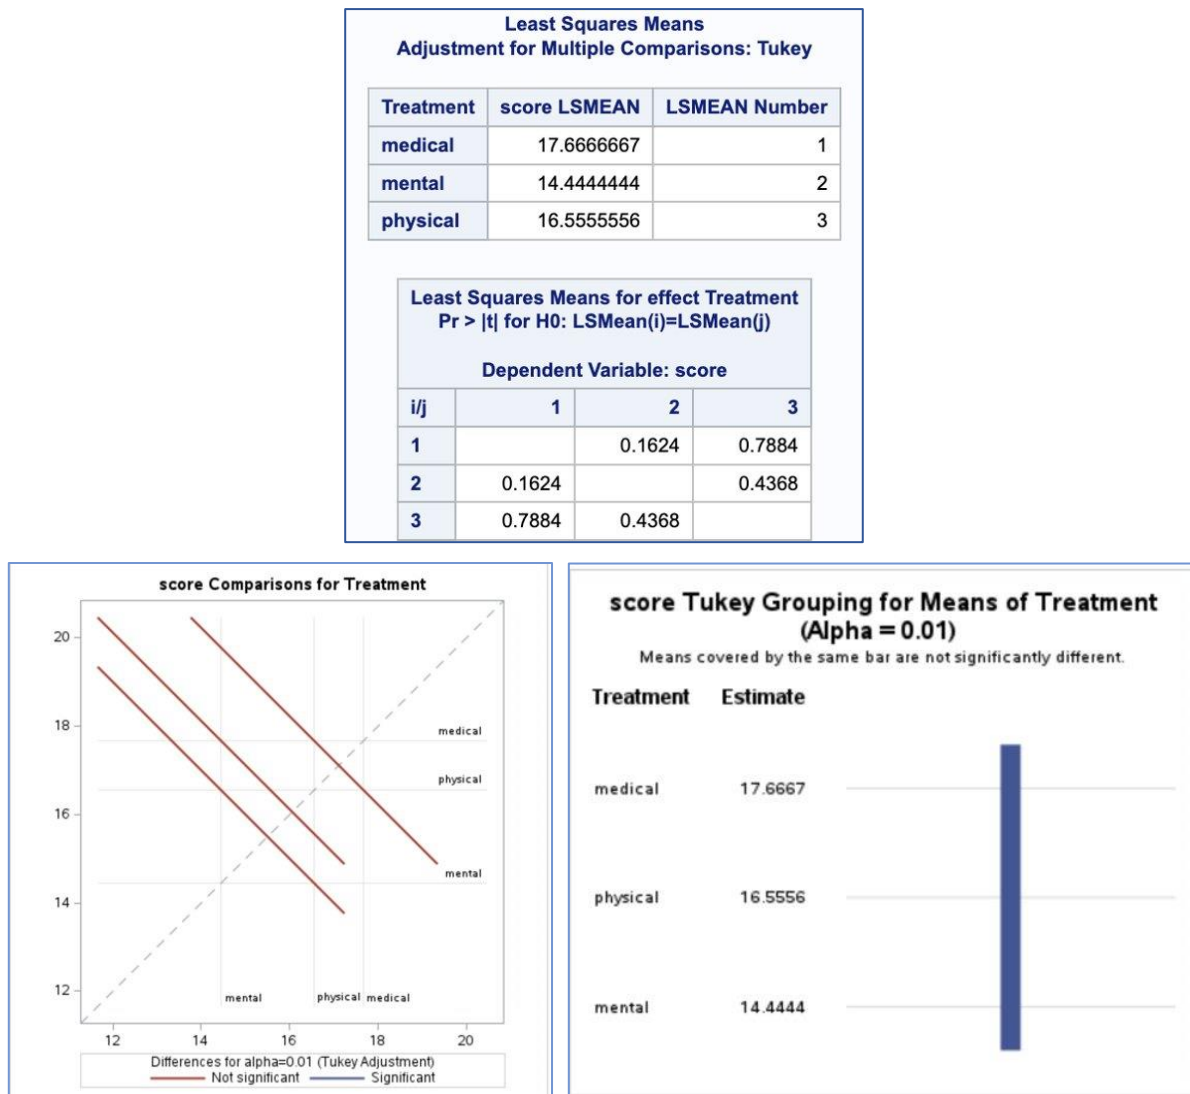 Least Squares Means
Adjustment for Multiple Comparisons: Tukey
Treatment score LSMEAN LSMEAN Number
medical 17.6666667 1
mental 14.4444444 2
physical 16.5555556 3
Least Squares Means for effect Treatment
Pr > |t| for H0: LSMean(i)=LSMean(j)
Dependent Variable: score
i/j 1 2 3
1 0.1624 0.7884
2 0.1624 0.4368
3 0.7884 0.4368
score Comparisons for Treatment
20
18
16
14
12
medical
physical
mental
mental physical medical
12 14 16 18 20
Differences for alpha=0.01 (Tukey Adjustment)
Not significant Significant
score Tukey Grouping for Means of Treatment
(Alpha = 0.01)
Means covered by the same bar are not significantly different.
Treatment Estimate
medical 17.6667
physical 16.5556
mental 14.4444